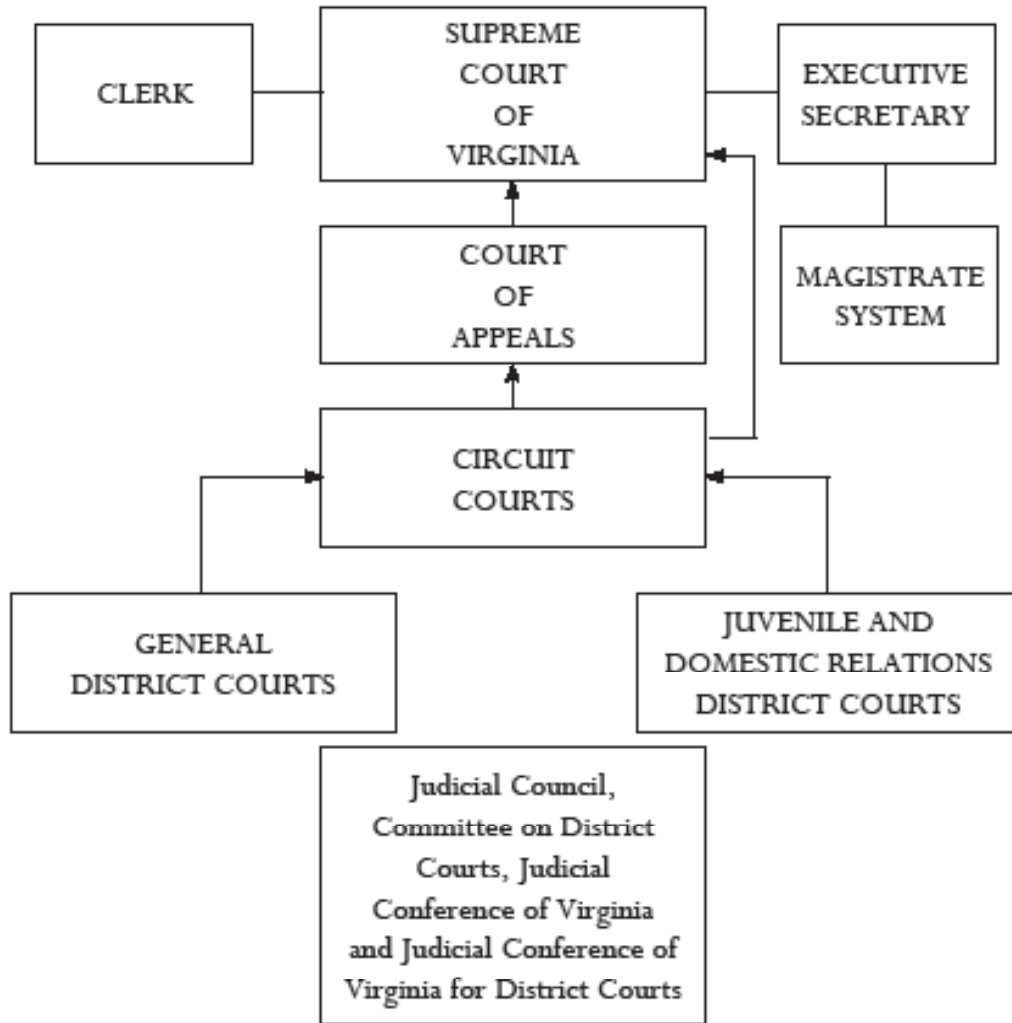 CLERK
SUPREME
COURT
OF
VIRGINIA
EXECUTIVE
SECRETARY
COURT
OF
APPEALS
MAGISTRATE
SYSTEM
CIRCUIT
COURTS
GENERAL
DISTRICT COURTS
JUVENILE AND
DOMESTIC RELATIONS
DISTRICT COURTS
Judicial Council,
Committee on District
Courts, Judicial
Conference of Virginia
and Judicial Conference of
Virginia for District Courts